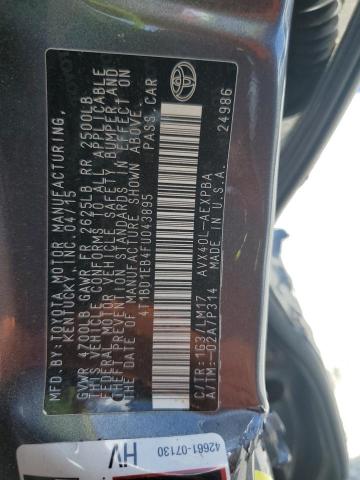 MFD.BY:TOYOTA MOTOR MANUFACTURING,
KENTUCKY, INC. 04/15
GVWR 4700LB GAWR FR 2625LB RR 2500LB
THIS VEHICLE CONFORMS TO ALL APPLICABLE
FEDERAL MOTOR VEHICLE SAFETY, BUMPER, AND
THEFT PREVENTION STANDARDS IN EFFECT ON
THE DATE OF MANUFACTURE SHOWN ABOVE.
4T1BD1EB4FU043895 PASS.CAR
C/TR: 1G3/LM17 AVX40L-AEXPBA
A/TM:-02A/P314 MADE IN U.S.A.
24986
TOYOTA
HV
42661-07130